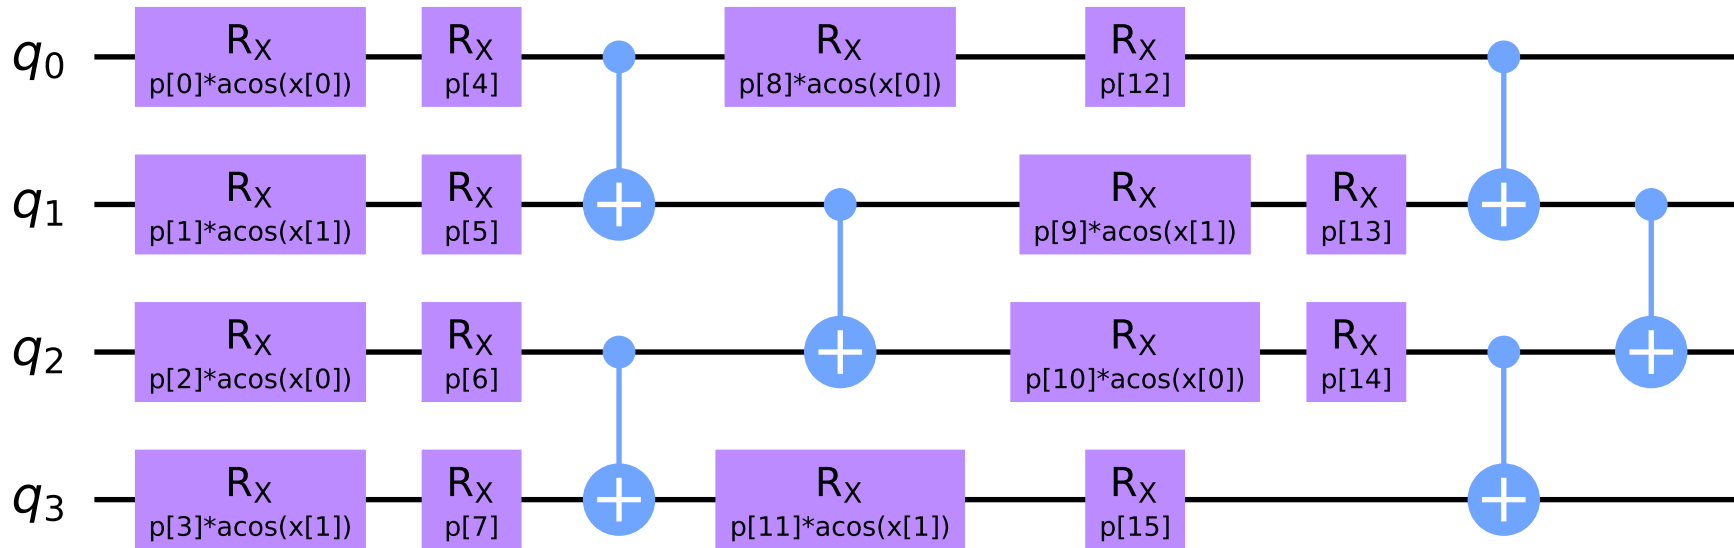 q0
RX
p[0]*acos(x[0])
RX
p[4]
RX
p[8]*acos(x[0])
RX
p[12]
q1
RX
p[1]*acos(x[1])
RX
p[5]
RX
p[9]*acos(x[1])
RX
p[13]
q2
RX
p[2]*acos(x[0])
RX
p[6]
RX
p[10]*acos(x[0])
RX
p[14]
q3
RX
p[3]*acos(x[1])
RX
p[7]
RX
p[11]*acos(x[1])
RX
p[15]